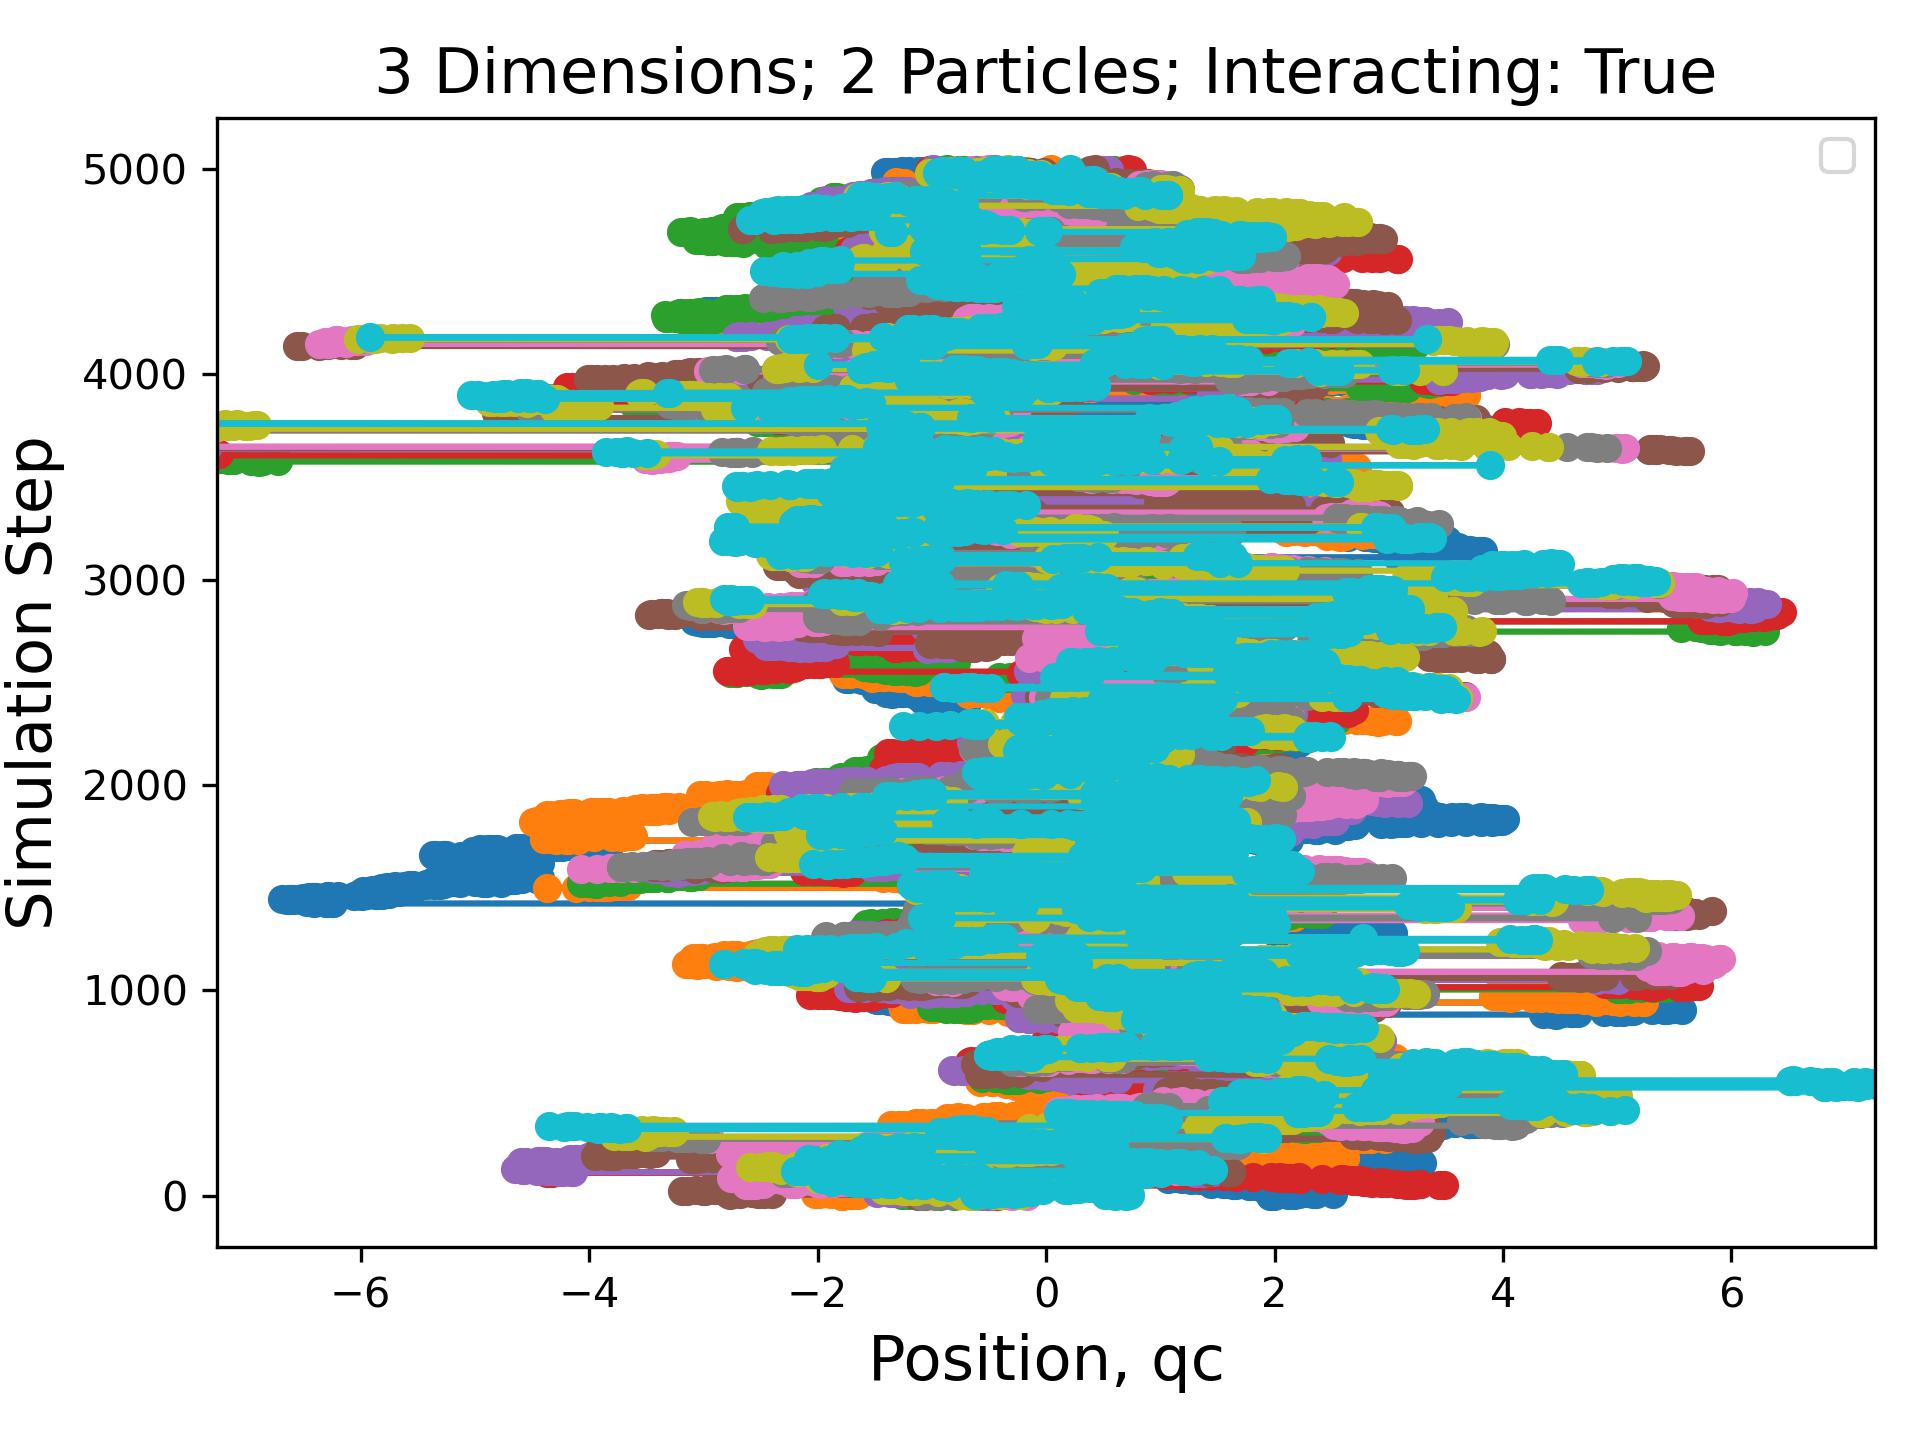 3 Dimensions; 2 Particles; Interacting: True
5000
4000
3000
2000
1000
0
Simulation Step
−6 −4 −2 0 2 4 6
Position, qc